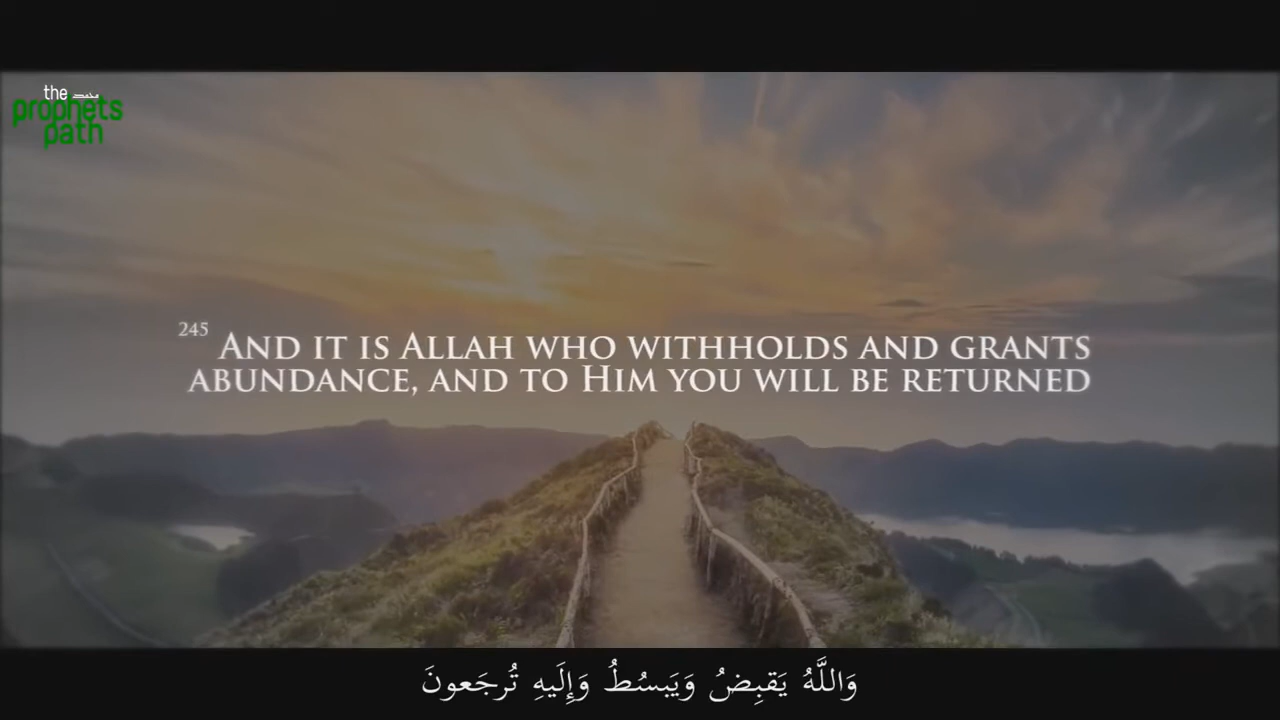 the
prophets
path
245 AND IT IS ALLAH WHO WITHHOLDS AND GRANTS
ABUNDANCE, AND TO HIM YOU WILL BE RETURNED
وَاللَّهُ يَقبِضُ وَيَبسُطُ وَإِلَيهِ تُرجَعونَ